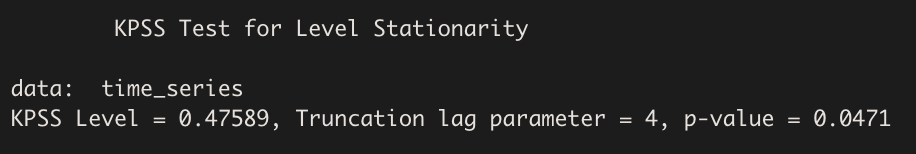 KPSS Test for Level Stationarity
data:  time_series
KPSS Level = 0.47589, Truncation lag parameter = 4, p-value = 0.0471